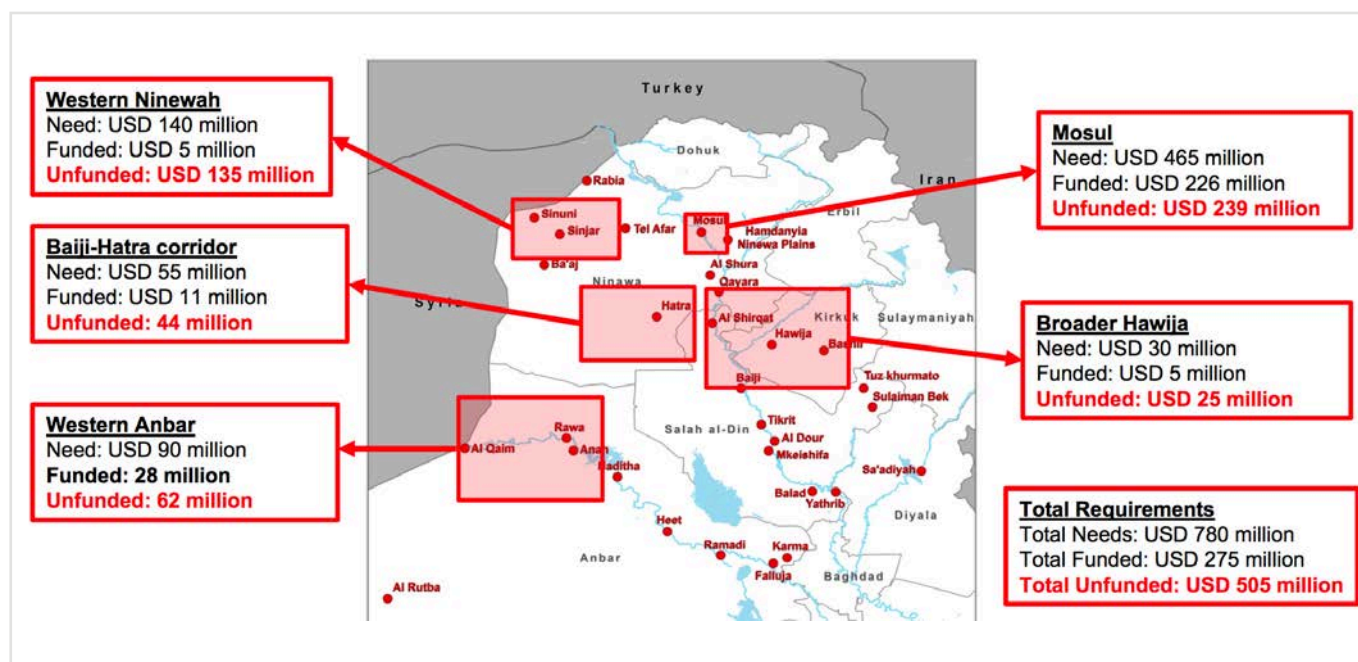 Western Ninewah
Need: USD 140 million
Funded: USD 5 million
Unfunded: USD 135 million
Baiji-Hatra corridor
Need: USD 55 million
Funded: USD 11 million
Unfunded: 44 million
Western Anbar
Need: USD 90 million
Funded: 28 million
Unfunded: 62 million
Turkey
Dohuk
Iran
Rabia
Erbil
Sinuni
Mosul
Sinjar
Tel Afar
Hamdanyia
Ninewa Plains
Ba'aj
Al Shura
Ninawa
Qayara
Syria
Hatra
Al Shirqat
Kirkuk
Sulaymaniyah
Hawija
Bashir
Baiji
Tuz khurmato
Sulaiman Bek
Rawa
Tikrit
Salah al-Din
Al Qaim
Anah
Al Dour
Mkeishifa
Haditha
Sa'adiyah
Balad
Yathrib
Diyala
Heet
Anbar
Ramadi
Karma
Falluja
Baghdad
Al Rutba
Mosul
Need: USD 465 million
Funded: USD 226 million
Unfunded: USD 239 million
Broader Hawija
Need: USD 30 million
Funded: USD 5 million
Unfunded: USD 25 million
Total Requirements
Total Needs: USD 780 million
Total Funded: USD 275 million
Total Unfunded: USD 505 million